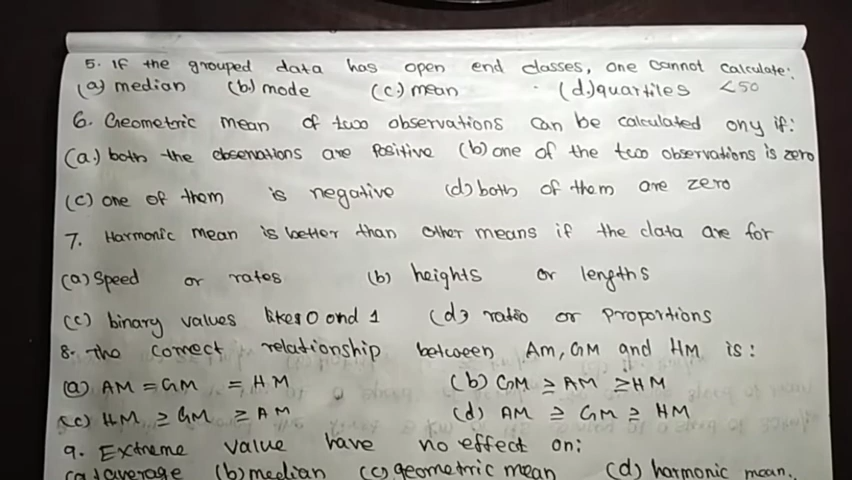 5. If the grouped data has open end classes, one cannot calculate:
(a) median (b) mode (c) mean (d.) quartiles <50
6. Geometric mean of two observations can be calculated ony if:
(a.) both the obsenations are Positive (b) one of the two observations is zero
(c) one of them is negative (d) both of them are zero
7. Harmonic mean is better than other means if the data are for
(a) Speed or rates (b) heights or lengths
(c) binary values likes 0 and 1 (d) ratio or proportions
8. The correct relationship between Am, GM and HM is:
(a) AM = GM = HM (b) GM ≥ AM ≥ HM
(c) HM ≥ GM ≥ AM (d) AM ≥ GM ≥ HM
9. Extreme value have no effect on:
(a) average (b) median (c) geometric mean (d) harmonic mean.